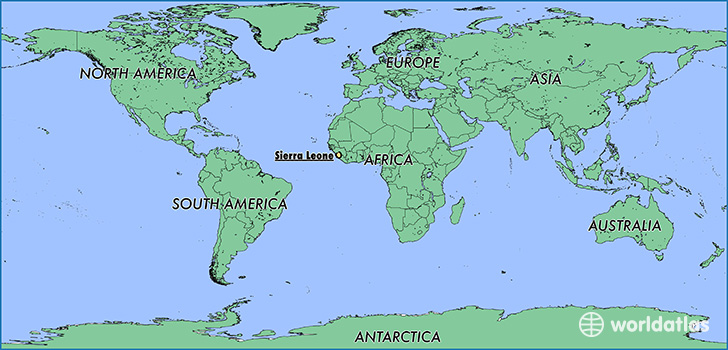 EUROPE
NORTH AMERICA
ASIA
Sierra Leone
AFRICA
SOUTH AMERICA
AUSTRALIA
worldatlas
ANTARCTICA